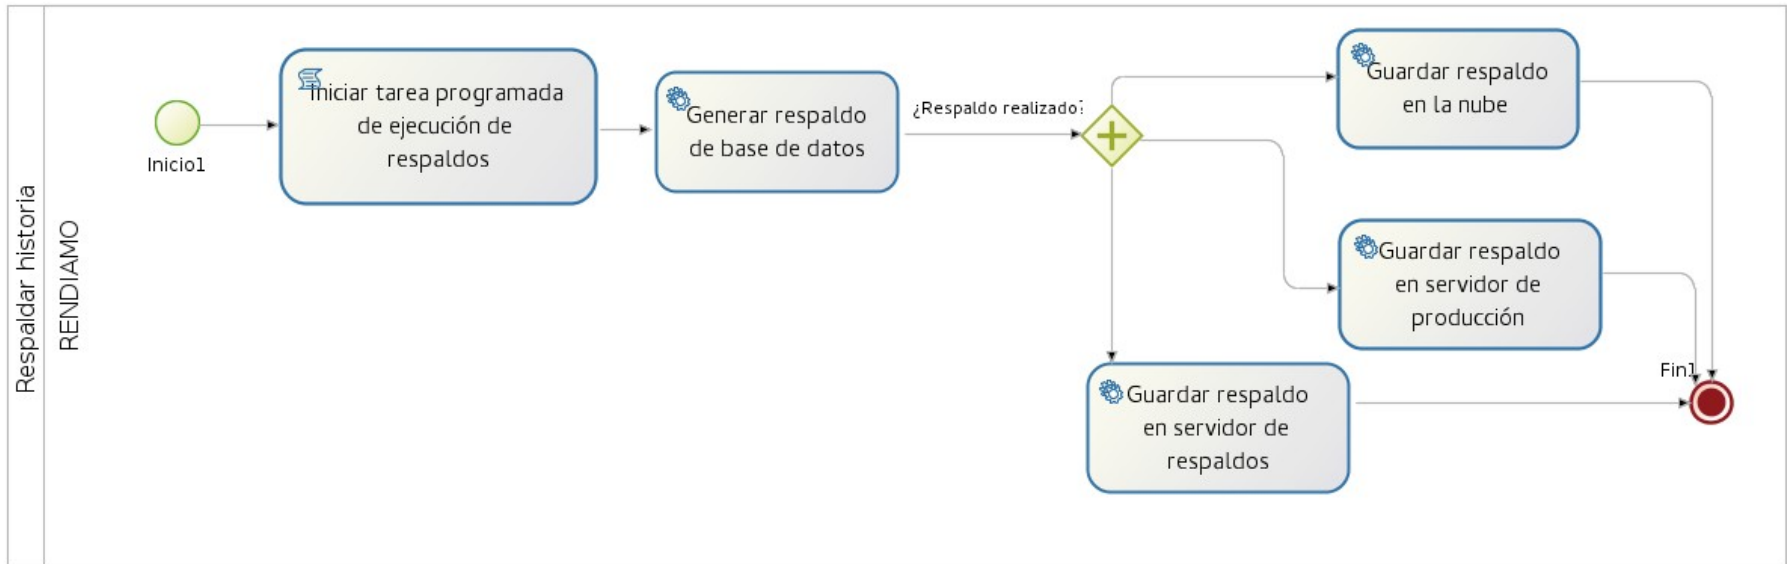 Respaldar historia
RENDIAMO
Inicio1
Iniciar tarea programada
de ejecución de
respaldos
Generar respaldo
de base de datos
¿Respaldo realizado?
Guardar respaldo
en la nube
Guardar respaldo
en servidor de
producción
Guardar respaldo
en servidor de
respaldos
Fin1